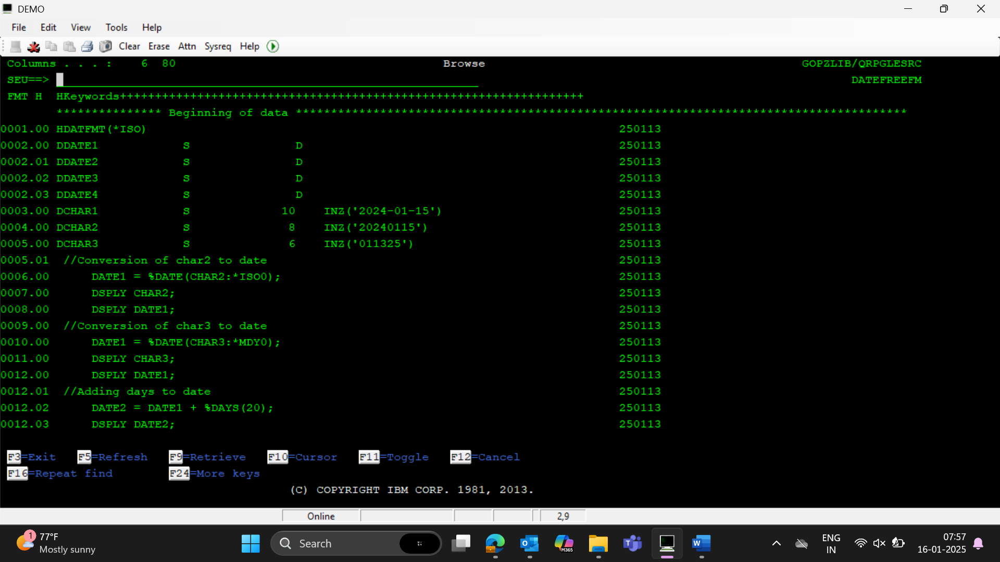 DEMO
File Edit View Tools Help
Clear Erase Attn Sysreq Help
Columns . . . : 6 80 Browse GOPZLIB/QRPGLESRC
SEU==> DATEFREEFM
FMT H HKeywords++++++++++++++++++++++++++++++++++++++++++++++++++++++++++++++++++
*************** Beginning of data ***************************************************************************************
0001.00 HDATFMT(*ISO) 250113
0002.00 DDATE1 S D 250113
0002.01 DDATE2 S D 250113
0002.02 DDATE3 S D 250113
0002.03 DDATE4 S D 250113
0003.00 DCHAR1 S 10 INZ('2024-01-15') 250113
0004.00 DCHAR2 S 8 INZ('20240115') 250113
0005.00 DCHAR3 S 6 INZ('011325') 250113
0005.01 //Conversion of char2 to date 250113
0006.00 DATE1 = %DATE(CHAR2:*ISO0); 250113
0007.00 DSPLY CHAR2; 250113
0008.00 DSPLY DATE1; 250113
0009.00 //Conversion of char3 to date 250113
0010.00 DATE1 = %DATE(CHAR3:*MDY0); 250113
0011.00 DSPLY CHAR3; 250113
0012.00 DSPLY DATE1; 250113
0012.01 //Adding days to date 250113
0012.02 DATE2 = DATE1 + %DAYS(20); 250113
0012.03 DSPLY DATE2; 250113
F3=Exit F5=Refresh F9=Retrieve F10=Cursor F11=Toggle F12=Cancel
F16=Repeat find F24=More keys
(C) COPYRIGHT IBM CORP. 1981, 2013.
Online 2,9
1 77°F
Mostly sunny
Search
M365
ENG
IN
07:57
16-01-2025